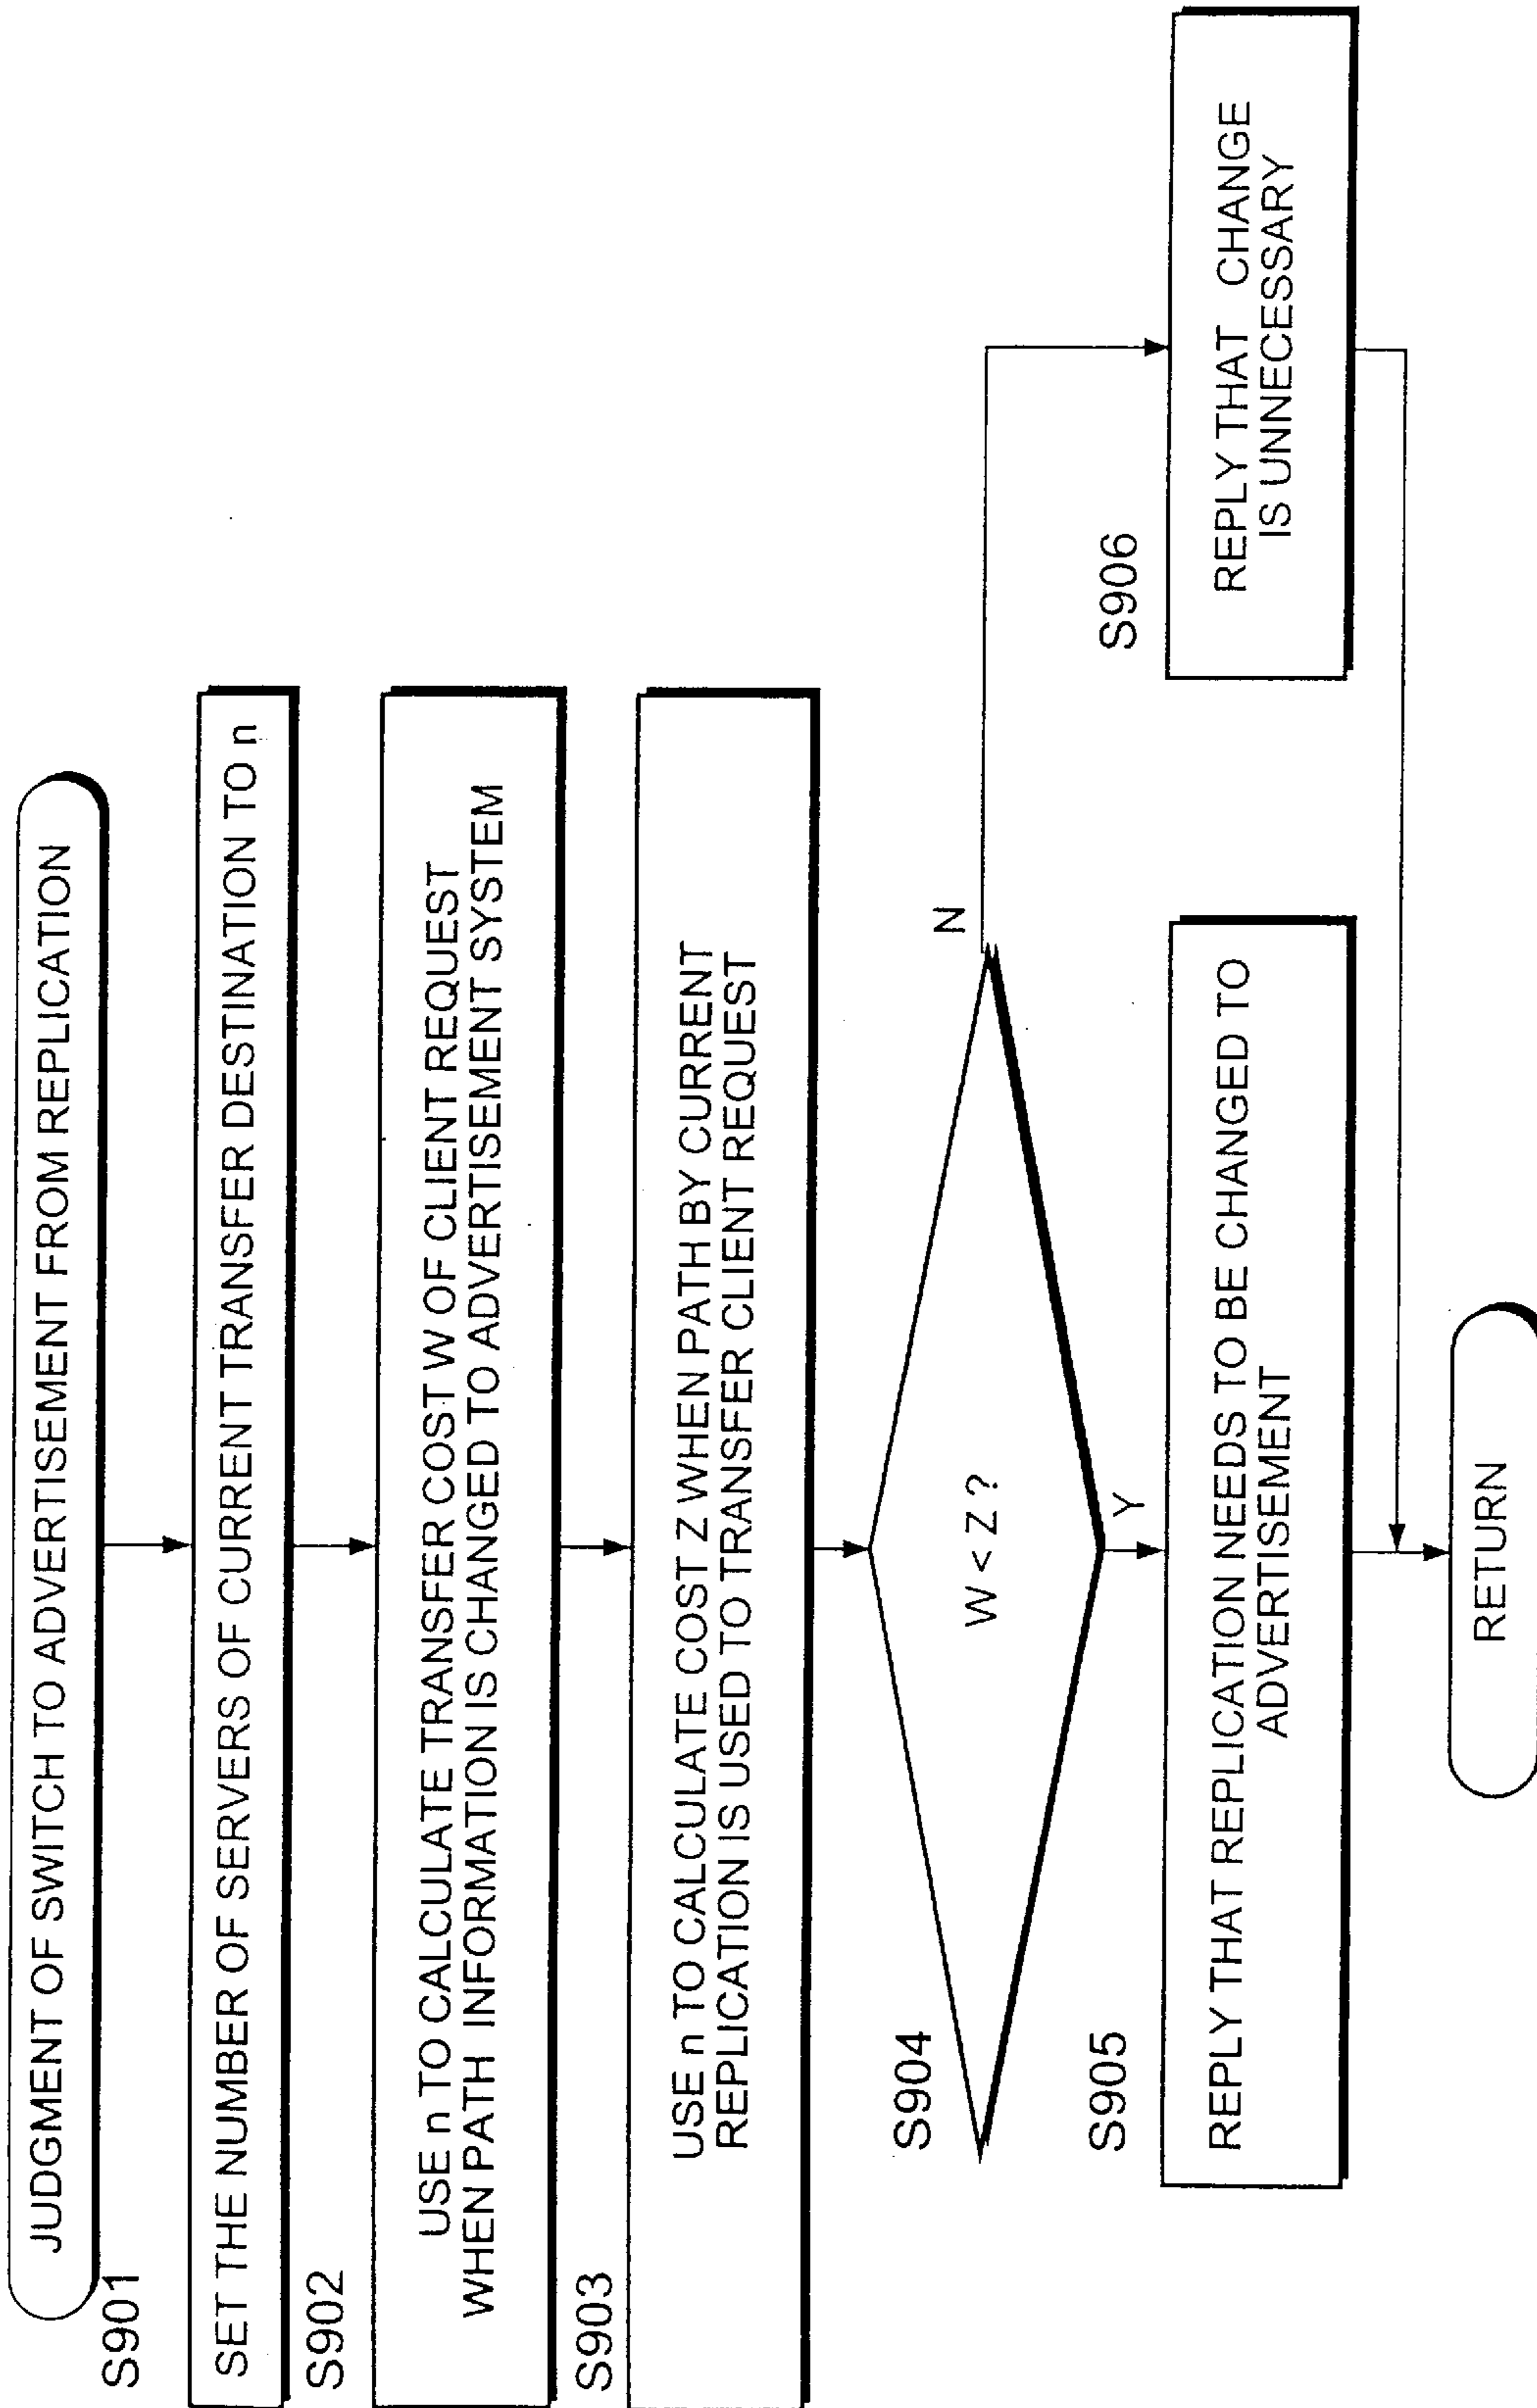 JUDGMENT OF SWITCH TO ADVERTISEMENT FROM REPLICATION
S901
SET THE NUMBER OF SERVERS OF CURRENT TRANSFER DESTINATION TO n
S902
USE n TO CALCULATE TRANSFER COST W OF CLIENT REQUEST
WHEN PATH INFORMATION IS CHANGED TO ADVERTISEMENT SYSTEM
S903
USE n TO CALCULATE COST Z WHEN PATH BY CURRENT
REPLICATION IS USED TO TRANSFER CLIENT REQUEST
S904
W < Z ?
N
Y
S905
REPLY THAT REPLICATION NEEDS TO BE CHANGED TO
ADVERTISEMENT
S906
REPLY THAT CHANGE
IS UNNECESSARY
RETURN